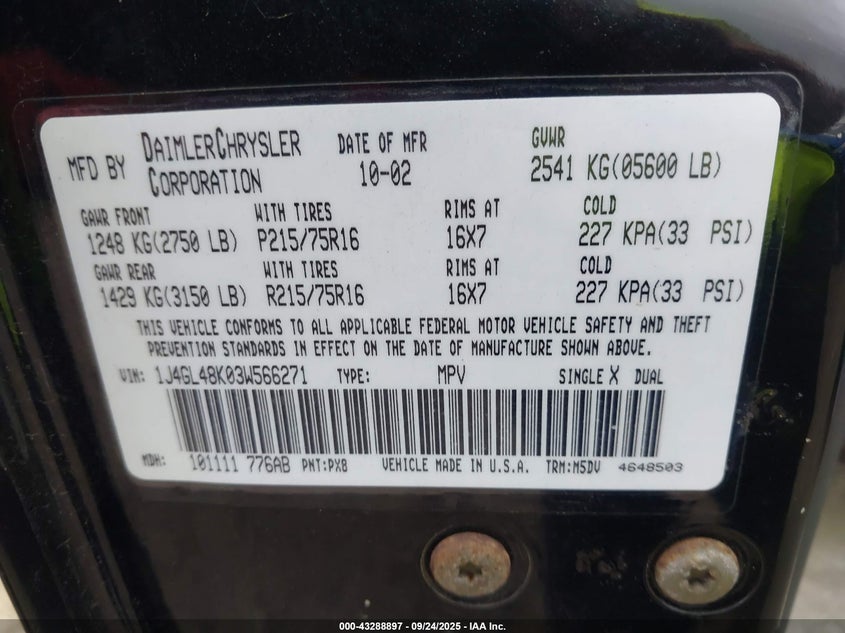 MFD BY DAIMLERCHRYSLER CORPORATION DATE OF MFR 10-02 GVWR 2541 KG(05600 LB)
GAWR FRONT WITH TIRES RIMS AT COLD
1248 KG(2750 LB) P215/75R16 16X7 227 KPA(33 PSI)
GAWR REAR WITH TIRES RIMS AT COLD
1429 KG(3150 LB) R215/75R16 16X7 227 KPA(33 PSI)
THIS VEHICLE CONFORMS TO ALL APPLICABLE FEDERAL MOTOR VEHICLE SAFETY AND THEFT
PREVENTION STANDARDS IN EFFECT ON THE DATE OF MANUFACTURE SHOWN ABOVE.
VIN: 1J4GL48K03W566271 TYPE: MPV SINGLE X DUAL
MDH: 101111 776AB PNT:PX8 VEHICLE MADE IN U.S.A. TRM:M5DV 4648503
000-43288897 - 09/24/2025 - IAA Inc.